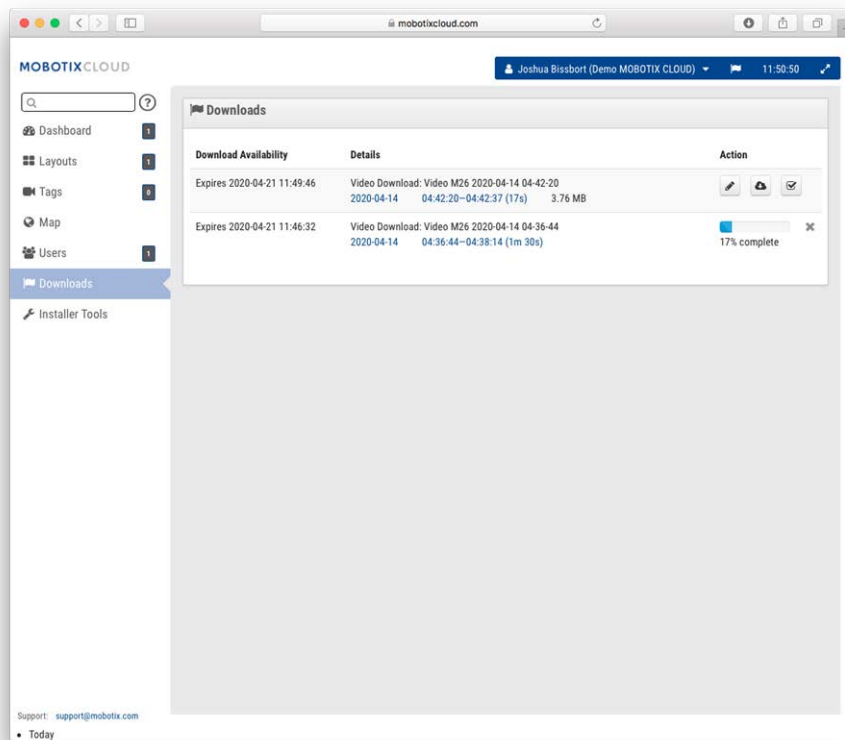 mobotixcloud.com
MOBOTIXCLOUD
Joshua Bissbort (Demo MOBOTIX CLOUD) 11:50:50
?
Dashboard 1
Layouts 1
Tags 0
Map
Users 1
Downloads
Installer Tools
Downloads
Download Availability Details Action
Expires 2020-04-21 11:49:46 Video Download: Video M26 2020-04-14 04-42-20
2020-04-14 04:42:20—04:42:37 (17s) 3.76 MB
Expires 2020-04-21 11:46:32 Video Download: Video M26 2020-04-14 04-36-44
2020-04-14 04:36:44—04:38:14 (1m 30s) 17% complete
Support: support@mobotix.com
• Today